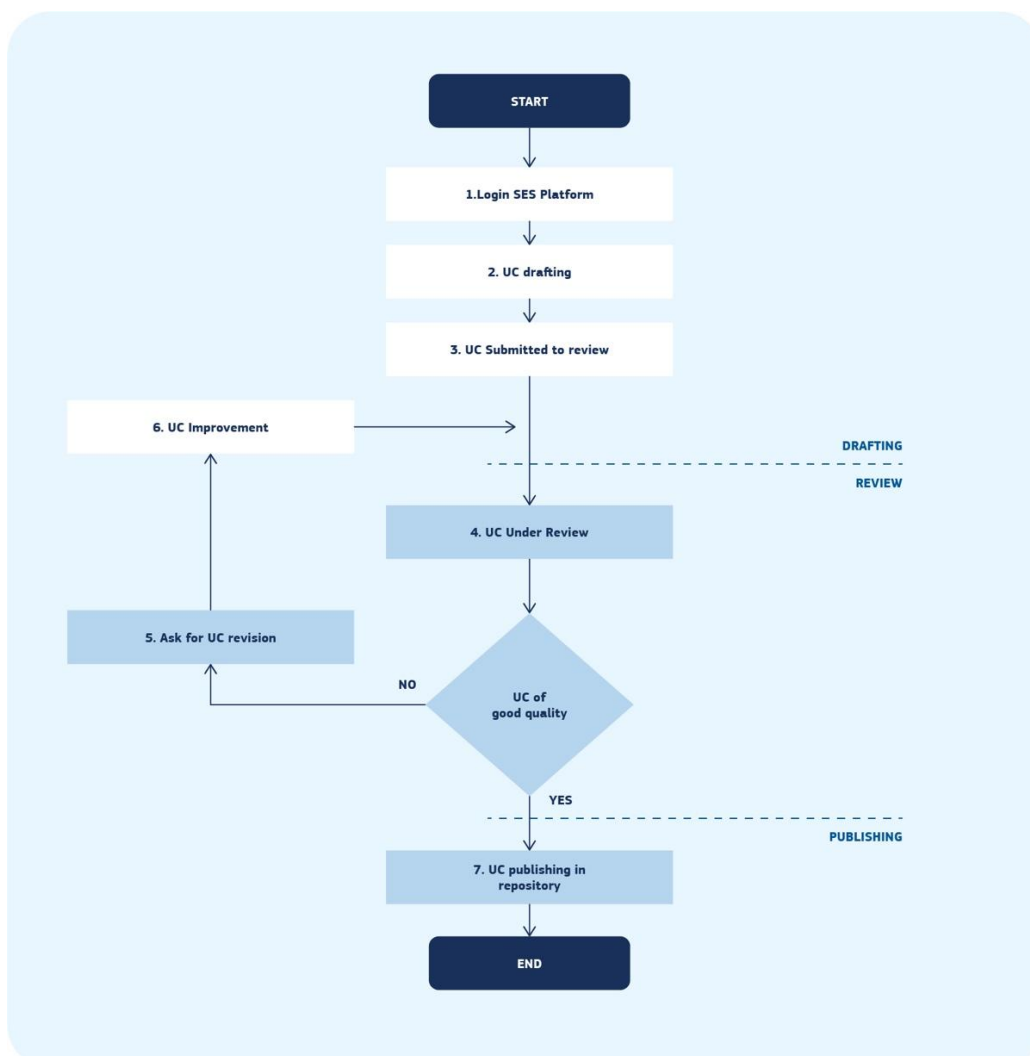 START
1.Login SES Platform
2. UC drafting
3. UC Submitted to review
6. UC Improvement
DRAFTING
REVIEW
4. UC Under Review
5. Ask for UC revision
NO
UC of
good quality
YES
PUBLISHING
7. UC publishing in
repository
END